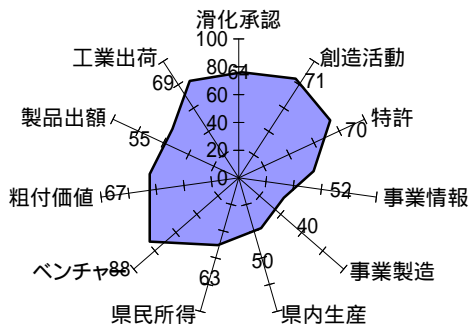 滑化承認
100
80
64
60
40
20
0
創造活動
71
特許
70
事業情報
52
事業製造
40
県内生産
50
県民所得
63
ベンチャー
88
粗付価値
67
製品出額
55
工業出荷
69